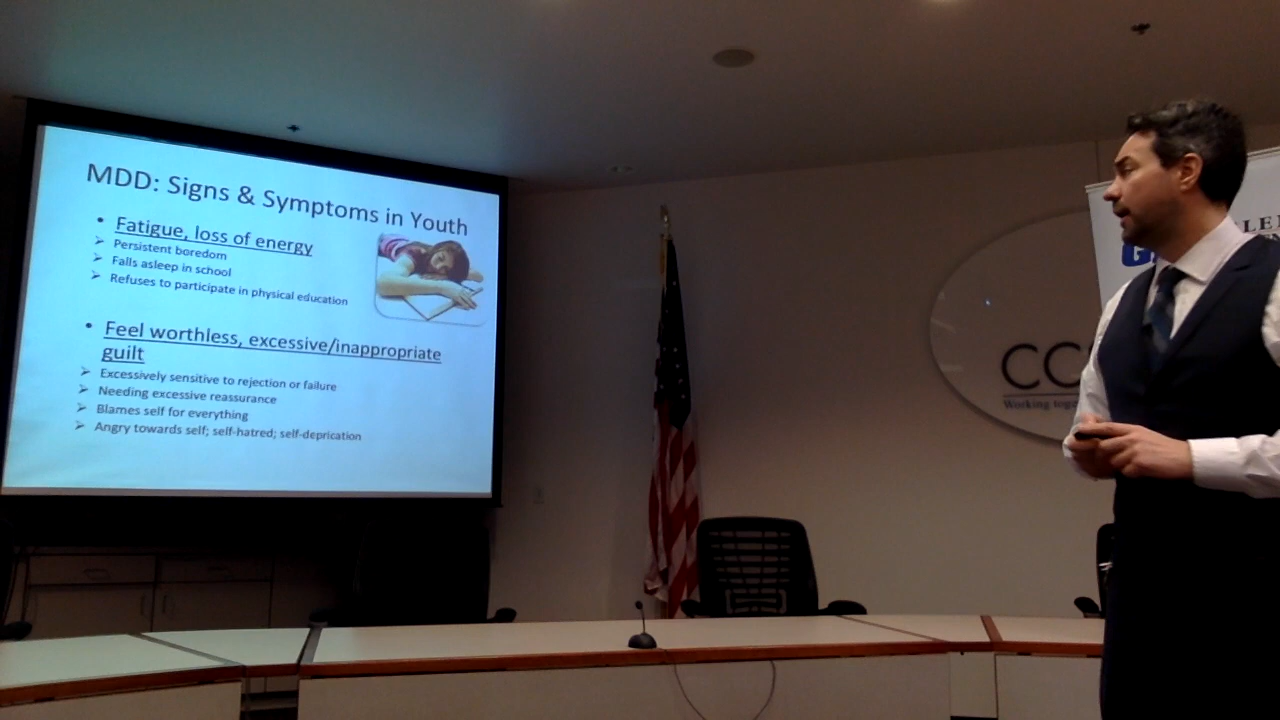 MDD: Signs & Symptoms in Youth
• Fatigue, loss of energy
➢ Persistent boredom
➢ Falls asleep in school
➢ Refuses to participate in physical education
• Feel worthless, excessive/inappropriate
guilt
➢ Excessively sensitive to rejection or failure
➢ Needing excessive reassurance
➢ Blames self for everything
➢ Angry towards self; self-hatred; self-deprication
CC
Working